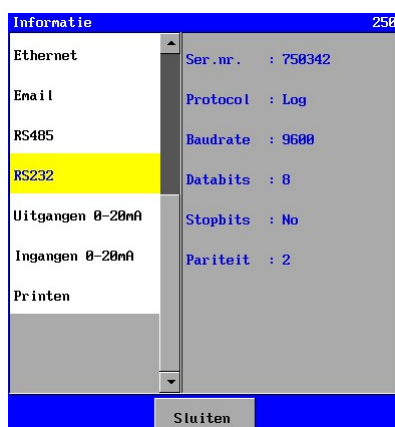 Informatie 250
Ethernet
Email
RS485
RS232
Uitgangen 0-20mA
Ingangen 0-20mA
Printen
Ser.nr. : 750342
Protocol : Log
Baudrate : 9600
Databits : 8
Stopbits : No
Pariteit : 2
Sluiten